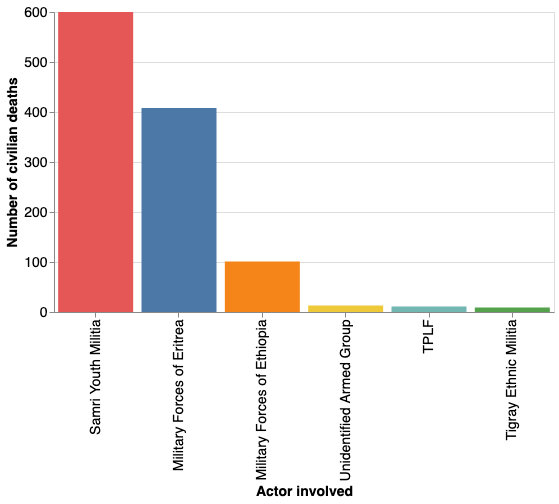 600
500
400
300
200
100
0
Number of civilian deaths
Samri Youth Militia
Military Forces of Eritrea
Military Forces of Ethiopia
Unidentified Armed Group
TPLF
Tigray Ethnic Militia
Actor involved